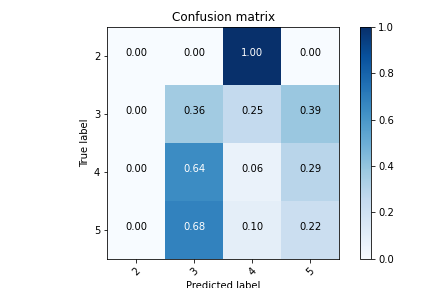 Confusion matrix
1.0
2 0.00 0.00 1.00 0.00
0.8
3 0.00 0.36 0.25 0.39
0.6
True label
4 0.00 0.64 0.06 0.29
0.4
5 0.00 0.68 0.10 0.22
0.2
0.0
2 3 4 5
Predicted label